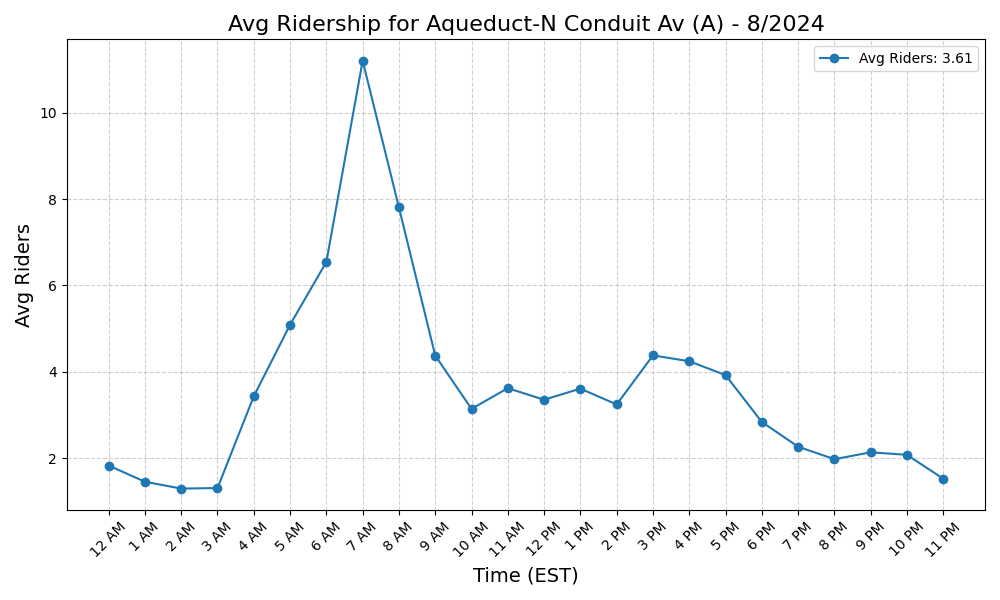 Avg Ridership for Aqueduct-N Conduit Av (A) - 8/2024
Avg Riders: 3.61
Avg Riders
10
8
6
4
2
12 AM
1 AM
2 AM
3 AM
4 AM
5 AM
6 AM
7 AM
8 AM
9 AM
10 AM
11 AM
12 PM
1 PM
2 PM
3 PM
4 PM
5 PM
6 PM
7 PM
8 PM
9 PM
10 PM
11 PM
Time (EST)